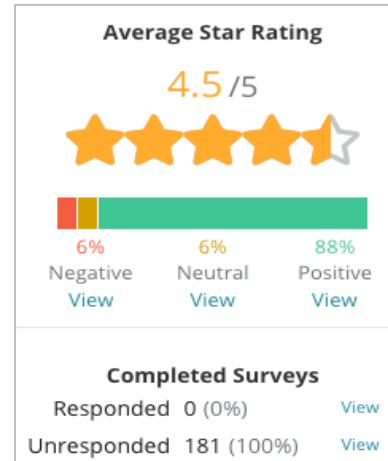 Average Star Rating
4.5 /5
6% 6% 88%
Negative Neutral Positive
View View View
Completed Surveys
Responded 0 (0%) View
Unresponded 181 (100%) View